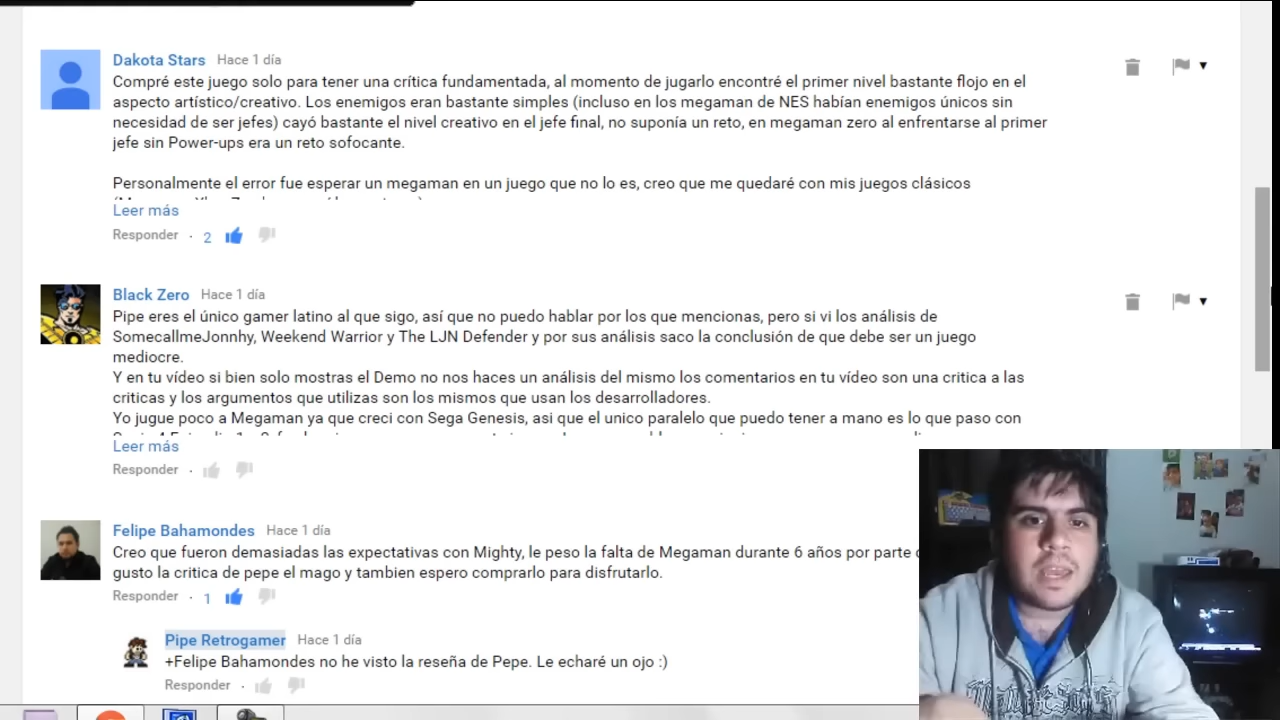 Dakota Stars Hace 1 día
Compré este juego solo para tener una crítica fundamentada, al momento de jugarlo encontré el primer nivel bastante flojo en el
aspecto artístico/creativo. Los enemigos eran bastante simples (incluso en los megaman de NES habían enemigos únicos sin
necesidad de ser jefes) cayó bastante el nivel creativo en el jefe final, no suponía un reto, en megaman zero al enfrentarse al primer
jefe sin Power-ups era un reto sofocante.
Personalmente el error fue esperar un megaman en un juego que no lo es, creo que me quedaré con mis juegos clásicos
Leer más
Responder · 2
Black Zero Hace 1 día
Pipe eres el único gamer latino al que sigo, así que no puedo hablar por los que mencionas, pero si vi los análisis de
SomecallmeJonnhy, Weekend Warrior y The LJN Defender y por sus análisis saco la conclusión de que debe ser un juego
mediocre.
Y en tu vídeo si bien solo mostras el Demo no nos haces un análisis del mismo los comentarios en tu vídeo son una critica a las
criticas y los argumentos que utilizas son los mismos que usan los desarrolladores.
Yo jugue poco a Megaman ya que creci con Sega Genesis, asi que el unico paralelo que puedo tener a mano es lo que paso con
Leer más
Responder ·
Felipe Bahamondes Hace 1 día
Creo que fueron demasiadas las expectativas con Mighty, le peso la falta de Megaman durante 6 años por parte
gusto la critica de pepe el mago y tambien espero comprarlo para disfrutarlo.
Responder · 1
Pipe Retrogamer Hace 1 día
+Felipe Bahamondes no he visto la reseña de Pepe. Le echaré un ojo :)
Responder ·